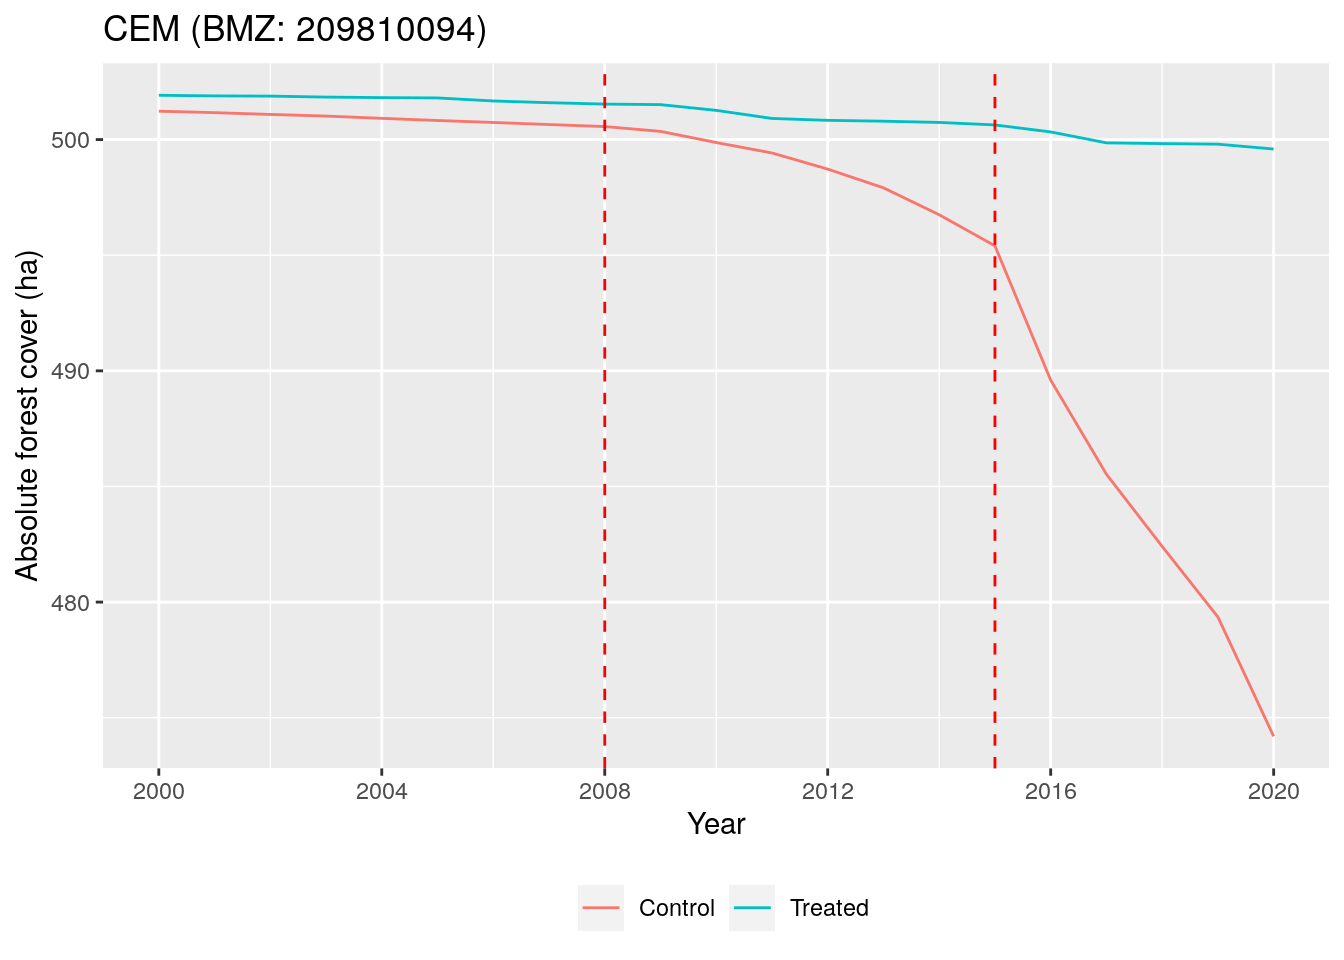 CEM (BMZ: 209810094)
Absolute forest cover (ha)
500
490
480
2000 2004 2008 2012 2016 2020
Year
Control Treated